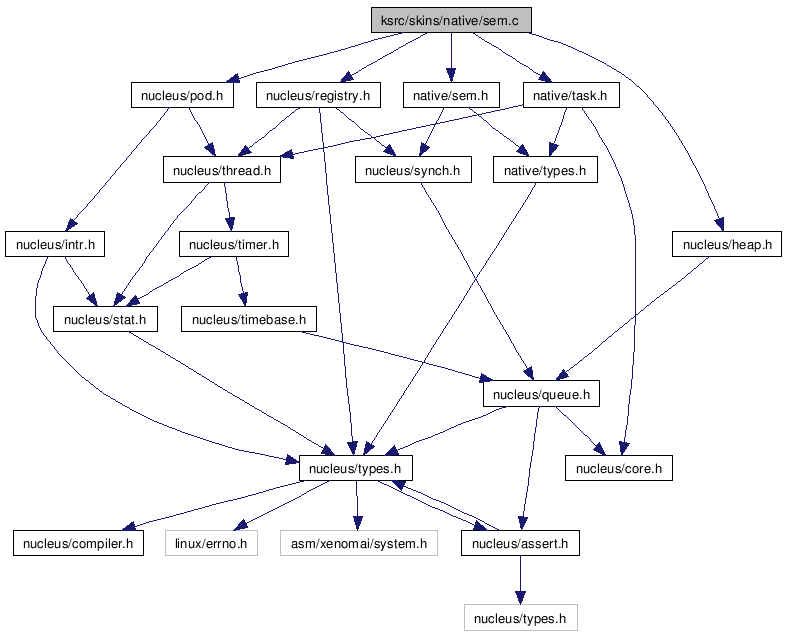 ksrc/skins/native/sem.c
nucleus/pod.h
nucleus/registry.h
native/sem.h
native/task.h
nucleus/thread.h
nucleus/synch.h
native/types.h
nucleus/intr.h
nucleus/timer.h
nucleus/heap.h
nucleus/stat.h
nucleus/timebase.h
nucleus/queue.h
nucleus/types.h
nucleus/core.h
nucleus/compiler.h
linux/errno.h
asm/xenomai/system.h
nucleus/assert.h
nucleus/types.h